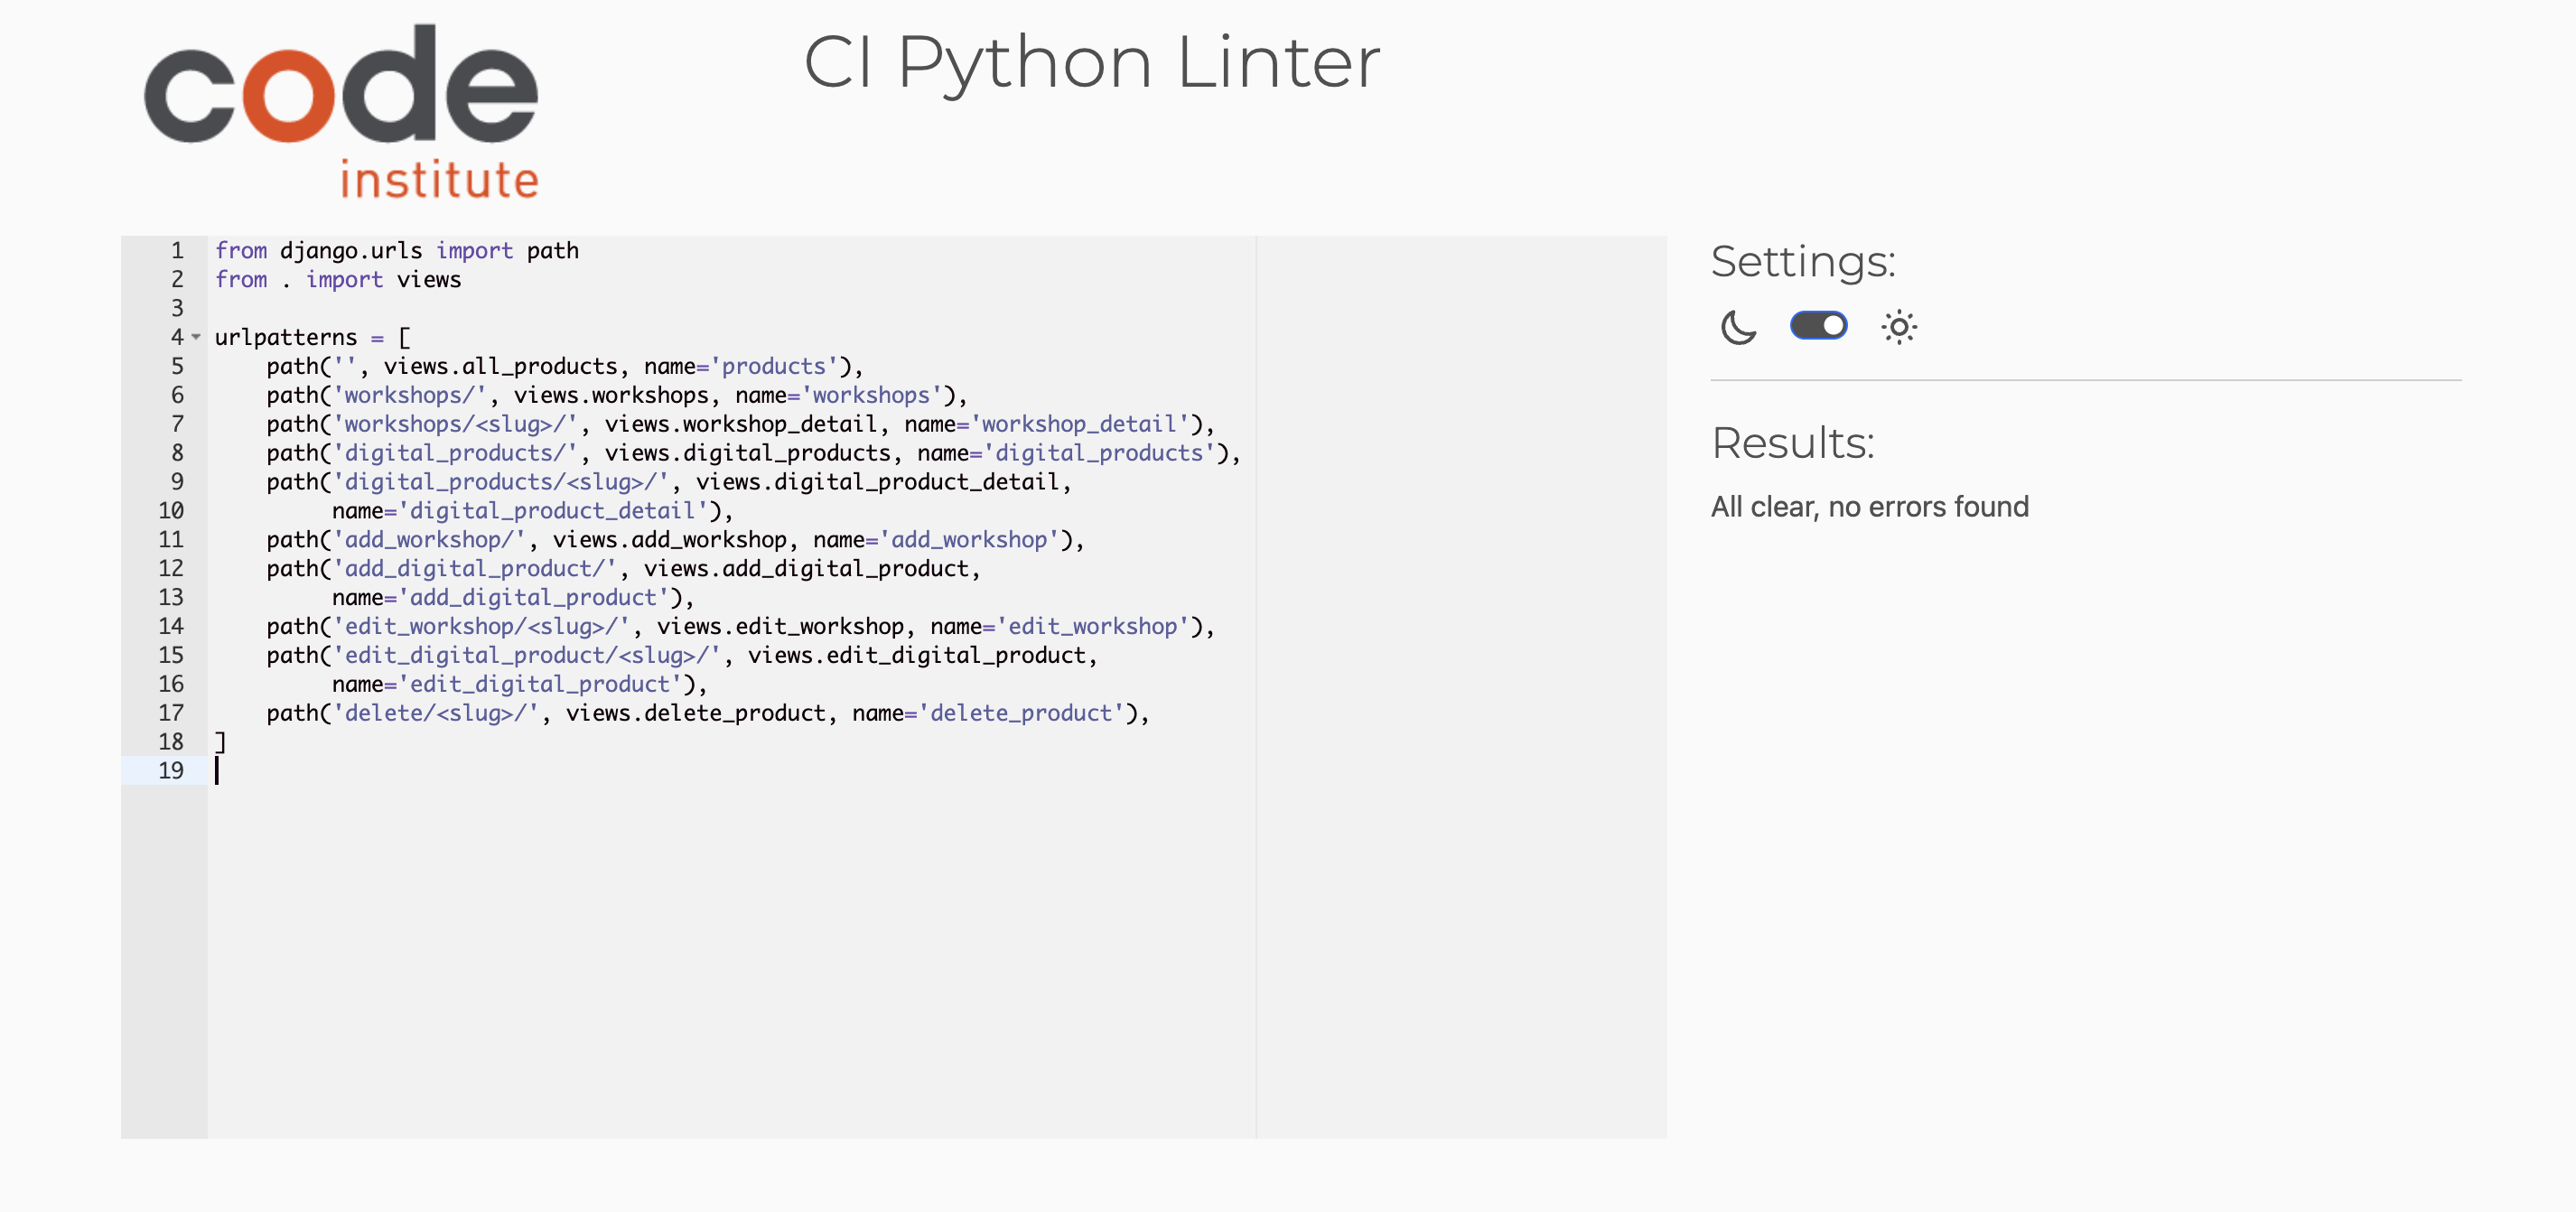 code
institute
CI Python Linter
1 from django.urls import path
2 from . import views
3
4 urlpatterns = [
5     path('', views.all_products, name='products'),
6     path('workshops/', views.workshops, name='workshops'),
7     path('workshops/<slug>/', views.workshop_detail, name='workshop_detail'),
8     path('digital_products/', views.digital_products, name='digital_products'),
9     path('digital_products/<slug>/', views.digital_product_detail,
10          name='digital_product_detail'),
11     path('add_workshop/', views.add_workshop, name='add_workshop'),
12     path('add_digital_product/', views.add_digital_product,
13          name='add_digital_product'),
14     path('edit_workshop/<slug>/', views.edit_workshop, name='edit_workshop'),
15     path('edit_digital_product/<slug>/', views.edit_digital_product,
16          name='edit_digital_product'),
17     path('delete/<slug>/', views.delete_product, name='delete_product'),
18 ]
19
Settings:
Results:
All clear, no errors found